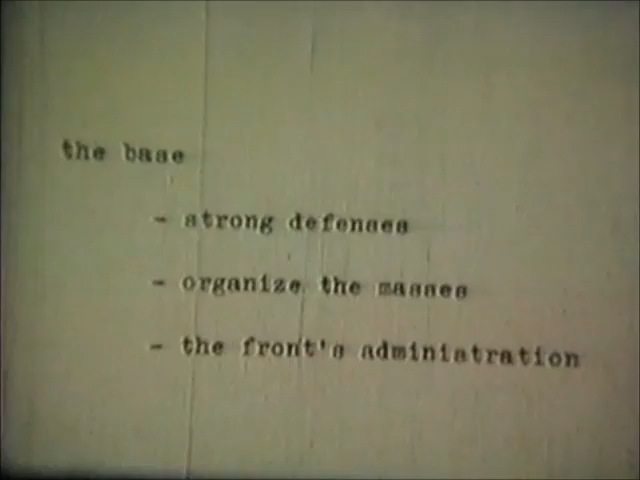 the base
- strong defenses
- organize the masses
- the front's administration